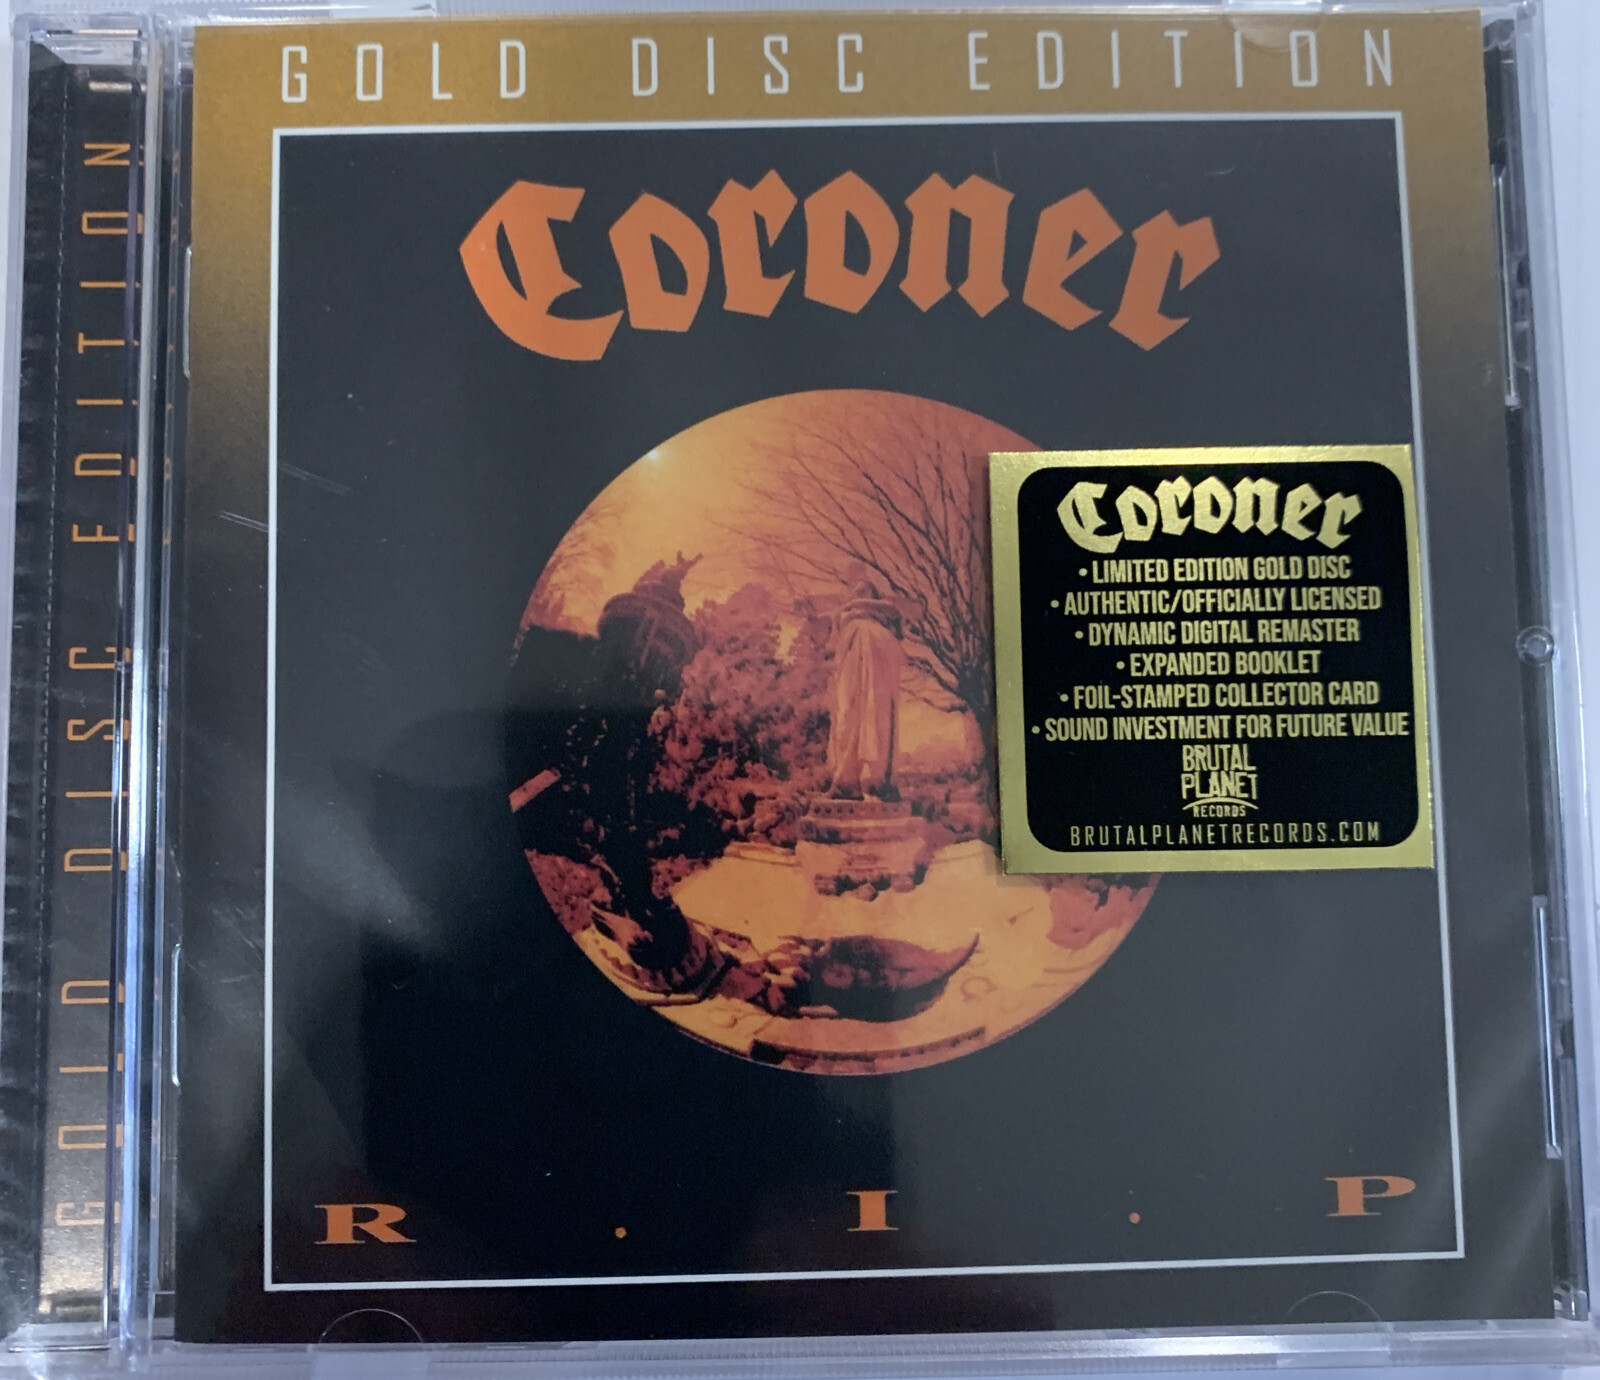 GOLD DISC EDITION
GOLD DISC EDITION
Coroner
Coroner
• LIMITED EDITION GOLD DISC
• AUTHENTIC/OFFICIALLY LICENSED
• DYNAMIC DIGITAL REMASTER
• EXPANDED BOOKLET
• FOIL-STAMPED COLLECTOR CARD
• SOUND INVESTMENT FOR FUTURE VALUE
BRUTAL
PLANET
RECORDS
BRUTALPLANETRECORDS.COM
R . I . P